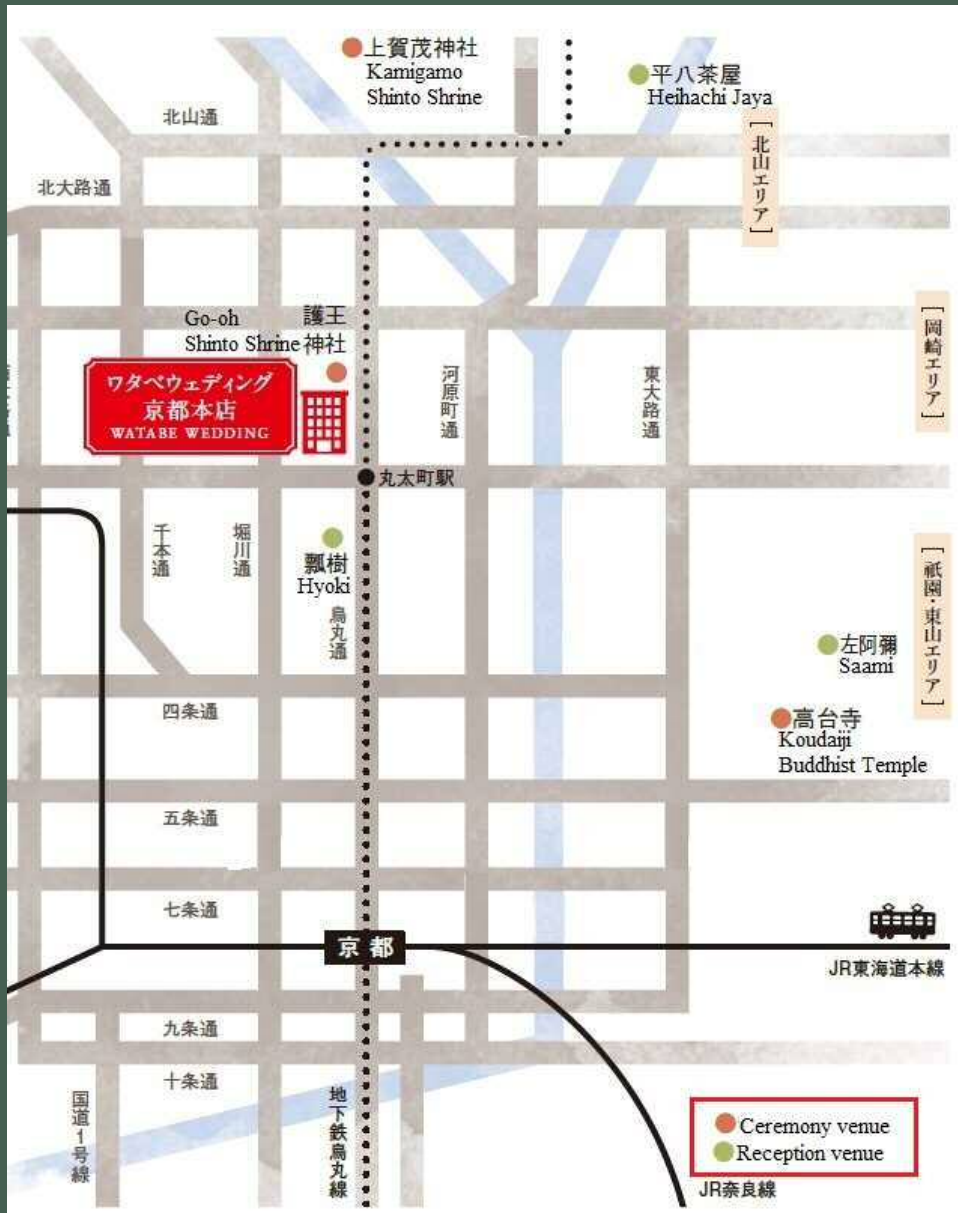 上賀茂神社
Kamigamo
Shinto Shrine
平八茶屋
Heihachi Jaya
北山通
[北山エリア]
北大路通
Go-oh
Shinto Shrine
護王
神社
[岡崎エリア]
ワタベウェディング
京都本店
WATABE WEDDING
河原町通
東大路通
丸太町駅
千本通
堀川通
瓢樹
Hyoki
烏丸通
[祇園・東山エリア]
左阿彌
Saami
四条通
高台寺
Koudaiji
Buddhist Temple
五条通
七条通
京都
JR東海道本線
九条通
十条通
国道1号線
地下鉄烏丸線
Ceremony venue
Reception venue
JR奈良線